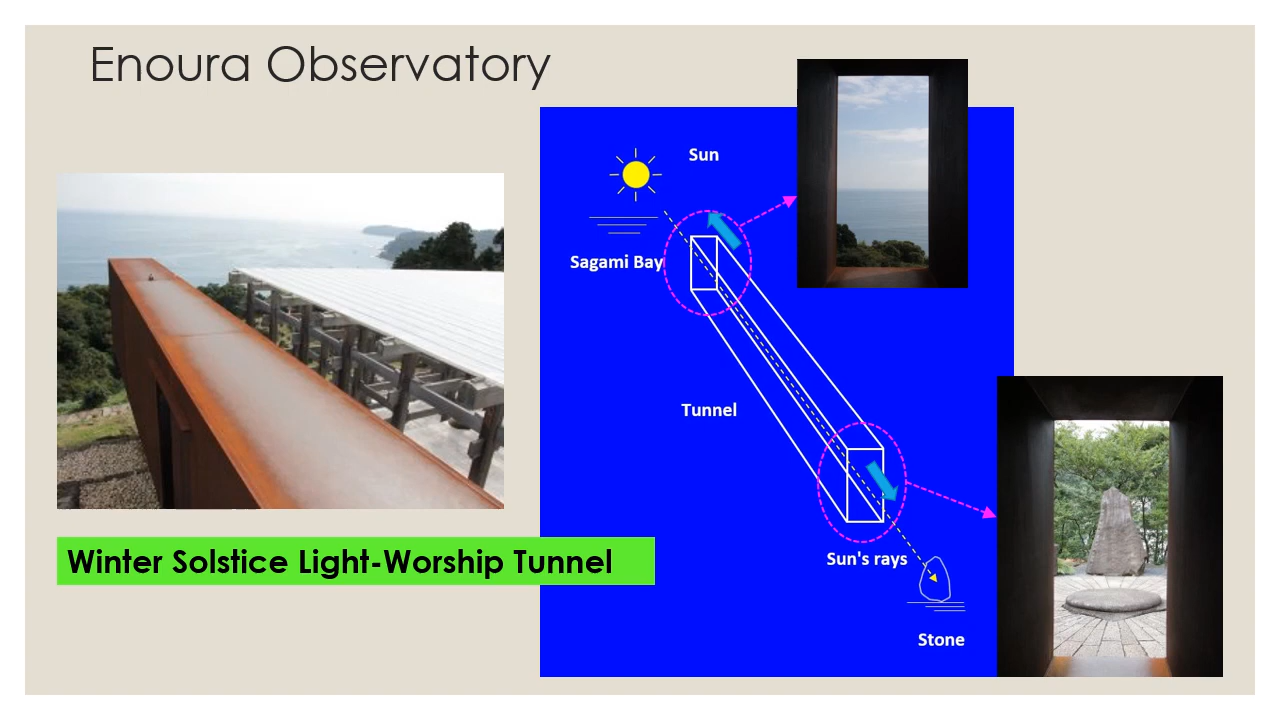 Enoura Observatory
Sun
Sagami Bay
Tunnel
Winter Solstice Light-Worship Tunnel
Sun's rays
Stone